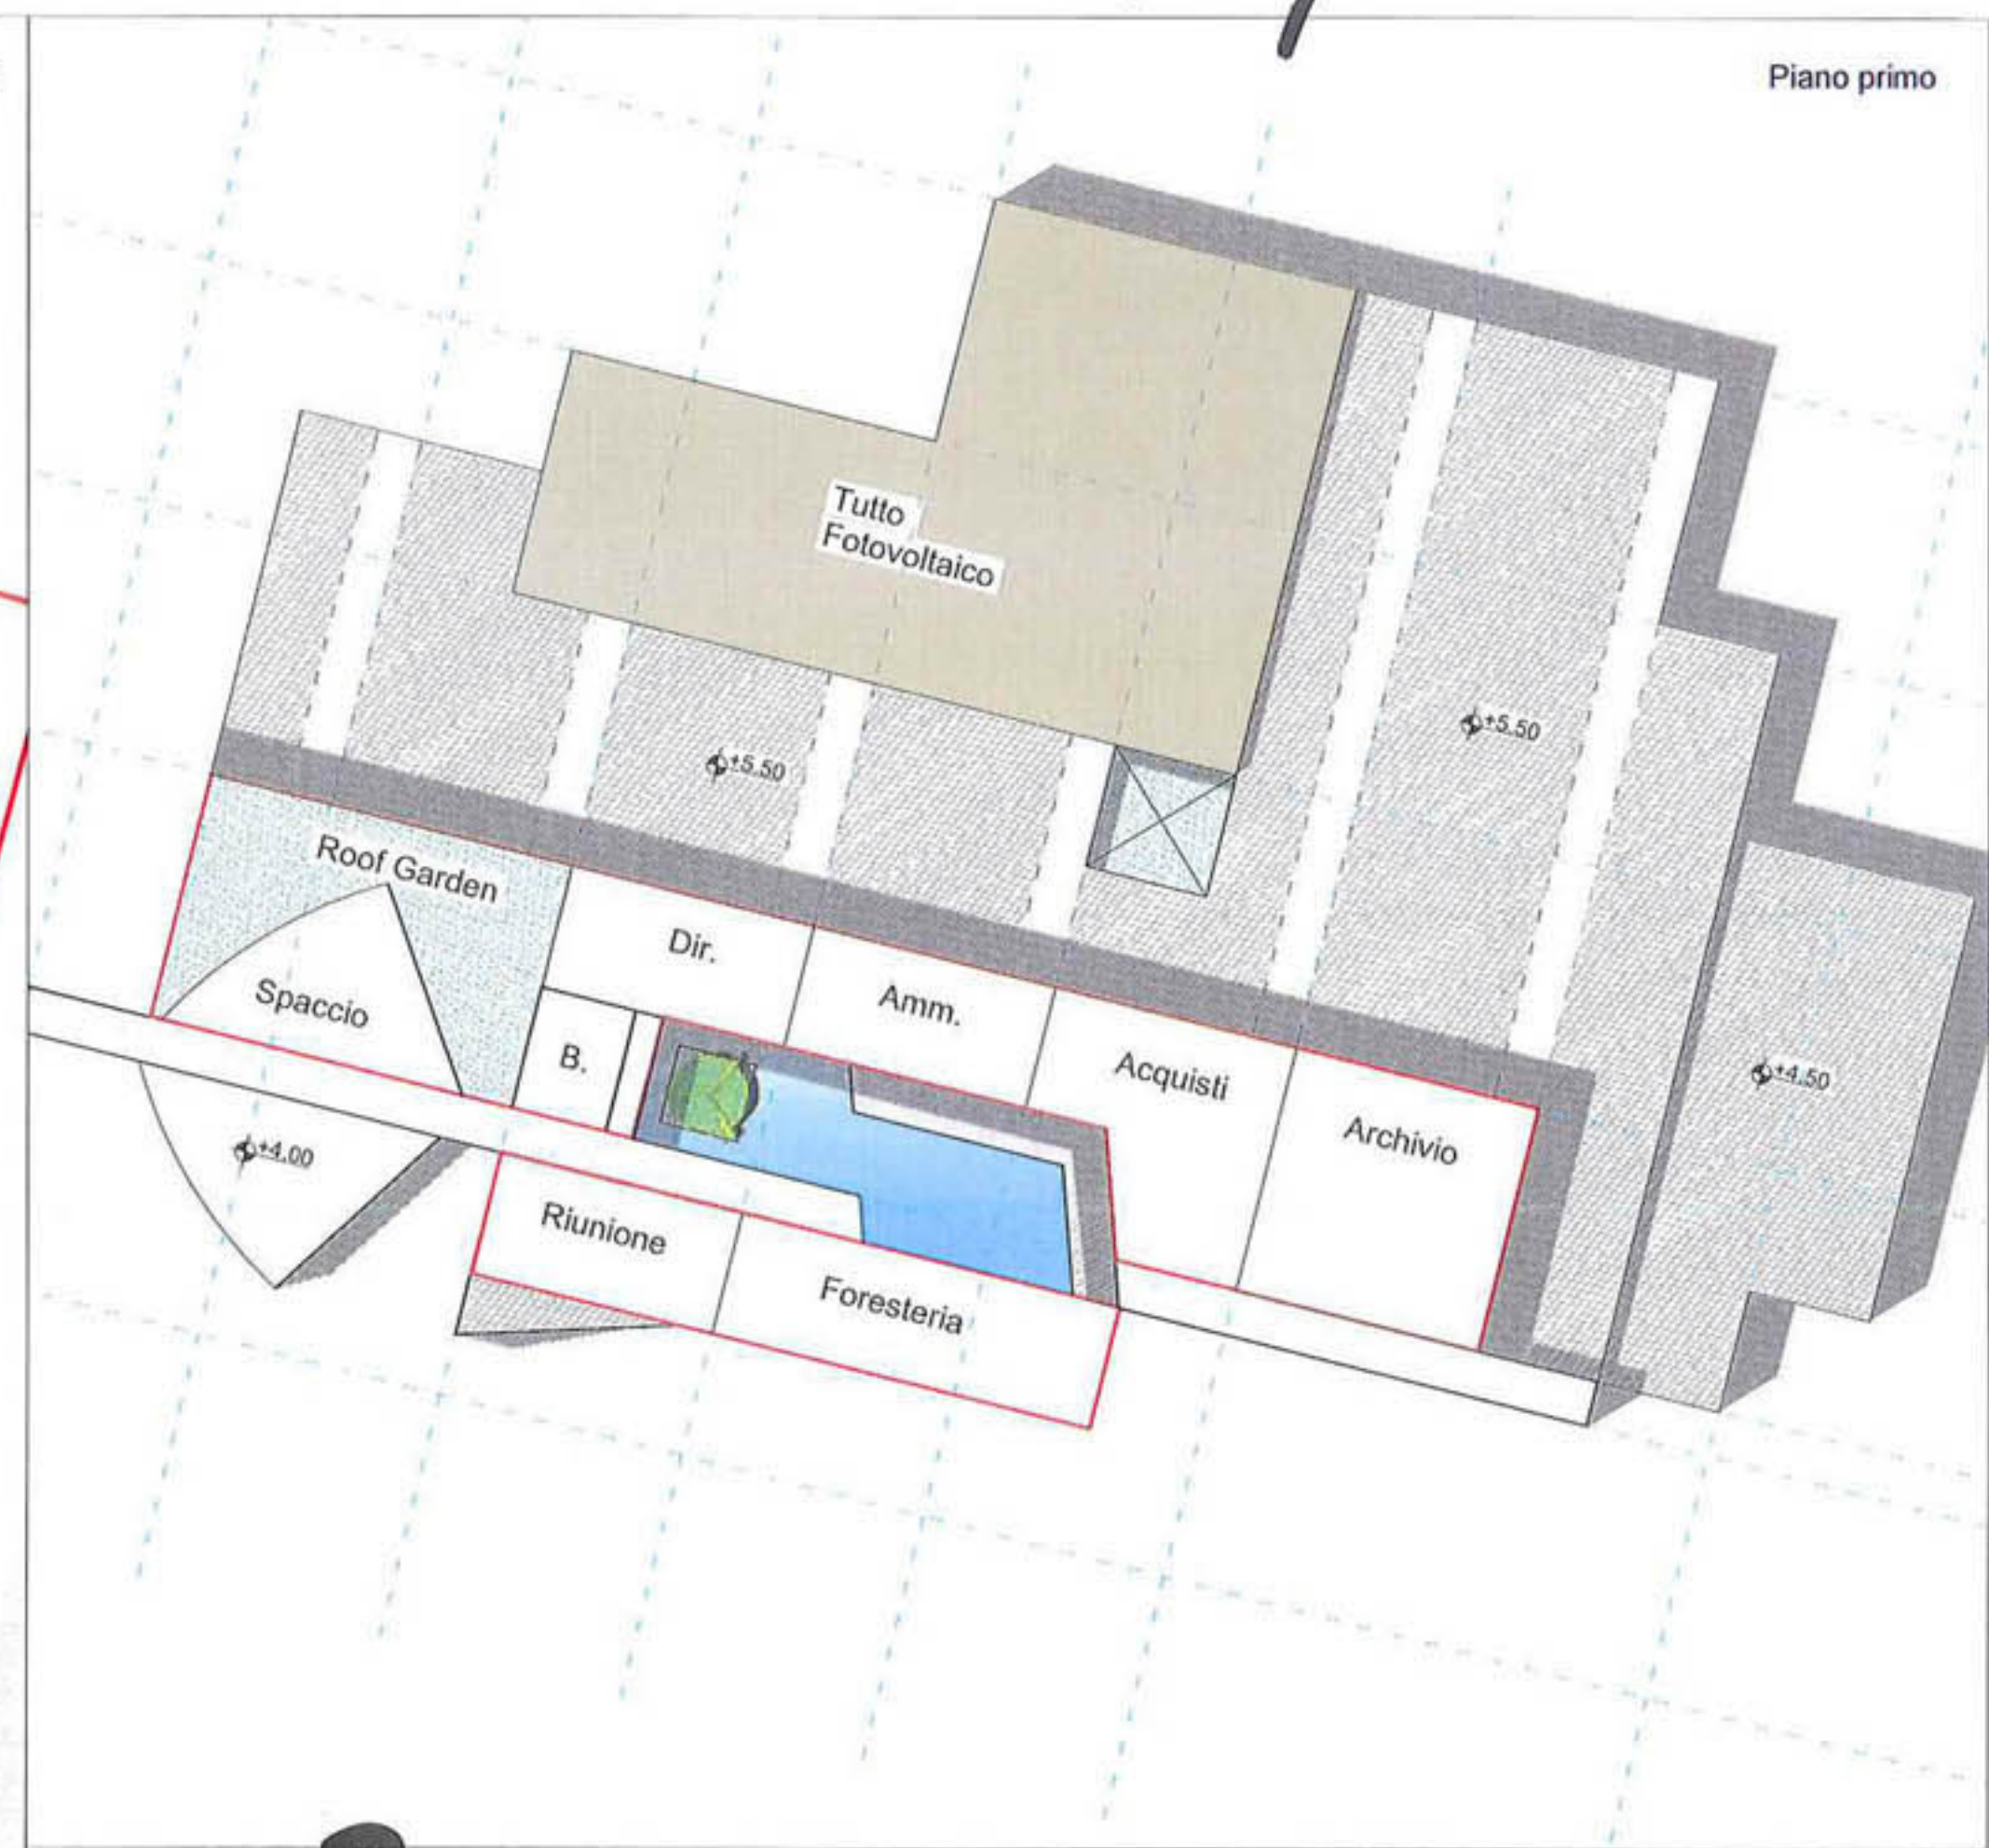 Piano primo
Tutto
Fotovoltaico
+5.50
+5.50
Roof Garden
Dir.
Amm.
Spaccio
B.
Acquisti
+4.50
Archivio
+4.00
Riunione
Foresteria